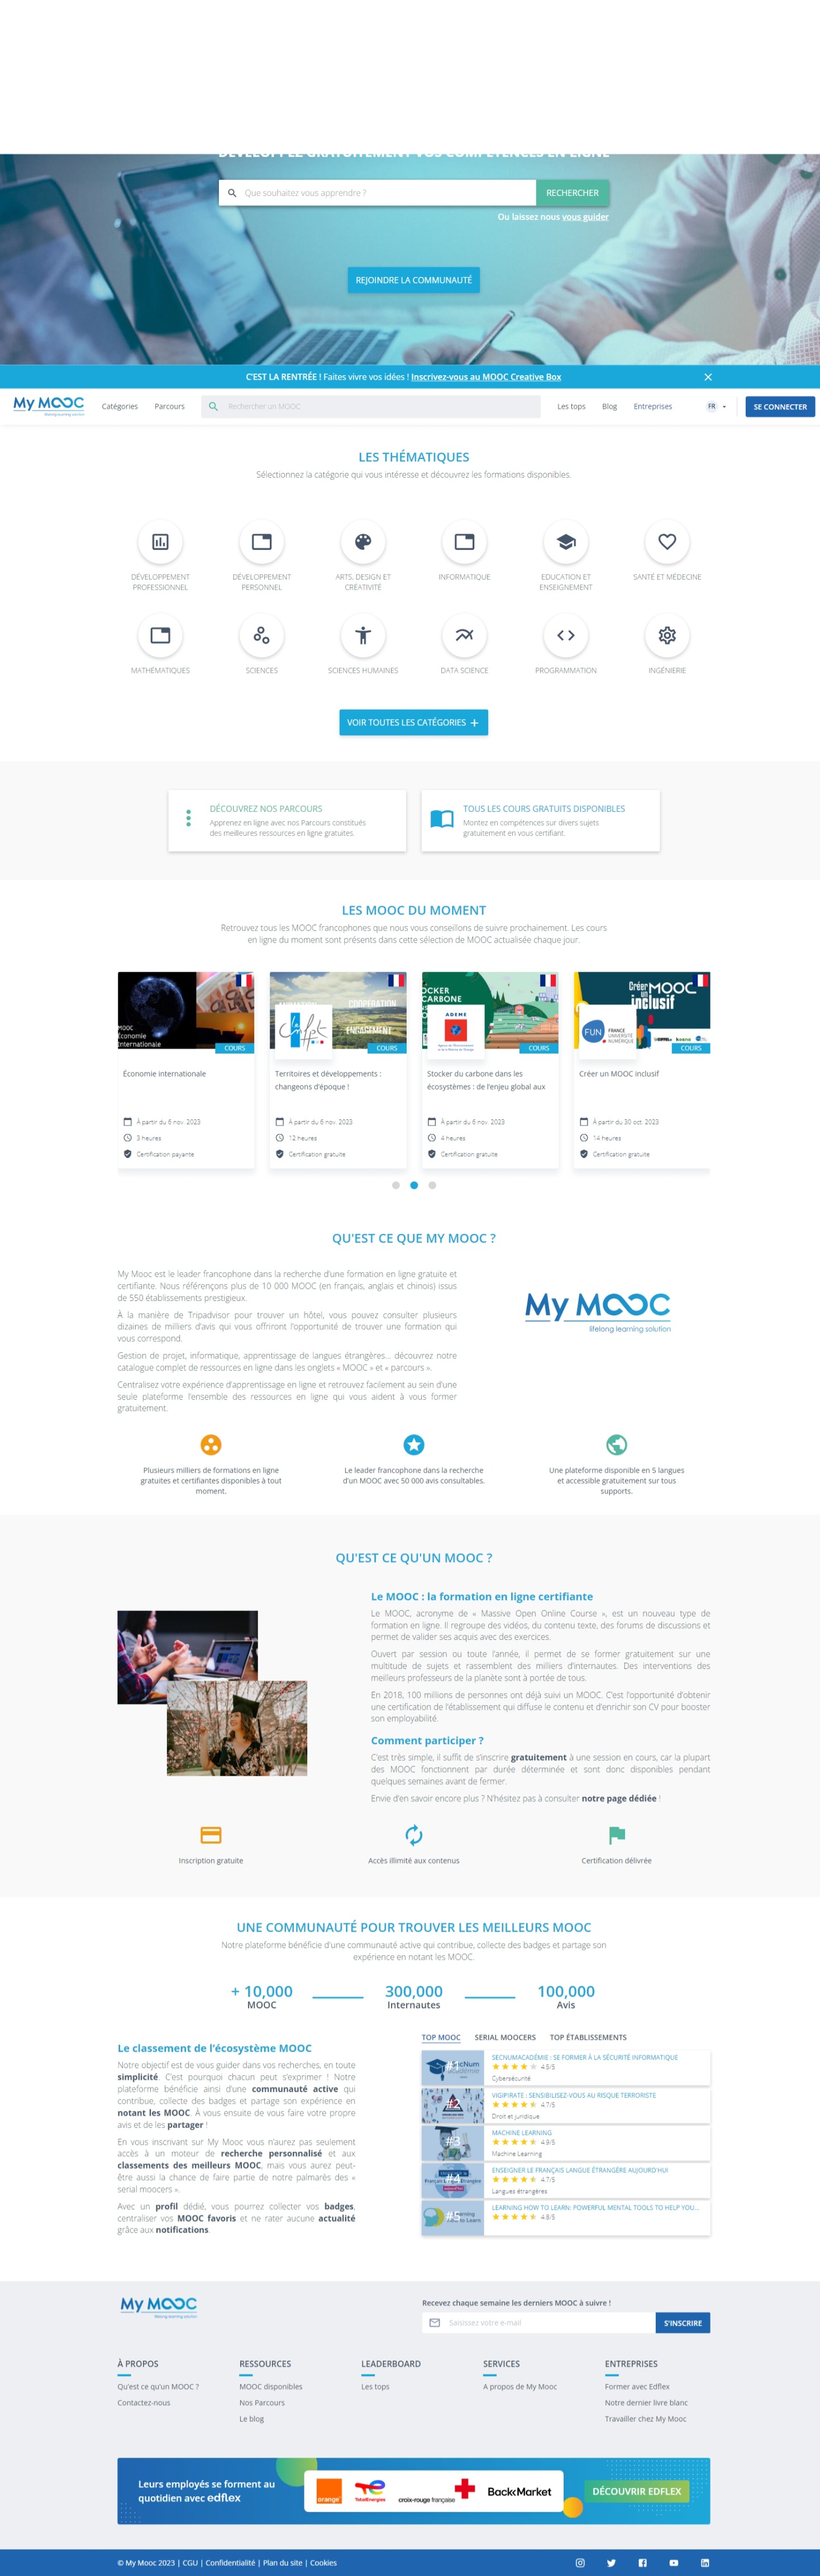 DÉVELOPPEZ GRATUITEMENT VOS COMPÉTENCES EN LIGNE
Que souhaitez vous apprendre ?
RECHERCHER
Ou laissez nous vous guider
REJOINDRE LA COMMUNAUTÉ
C'EST LA RENTRÉE ! Faites vivre vos idées ! Inscrivez-vous au MOOC Creative Box
My MOOC
lifelong learning solution
Catégories
Parcours
Rechercher un MOOC
Les tops
Blog
Entreprises
FR
SE CONNECTER
LES THÉMATIQUES
Sélectionnez la catégorie qui vous intéresse et découvrez les formations disponibles.
DÉVELOPPEMENT
PROFESSIONNEL
DÉVELOPPEMENT
PERSONNEL
ARTS, DESIGN ET
CRÉATIVITÉ
INFORMATIQUE
EDUCATION ET
ENSEIGNEMENT
SANTÉ ET MÉDECINE
MATHÉMATIQUES
SCIENCES
SCIENCES HUMAINES
DATA SCIENCE
PROGRAMMATION
INGÉNIERIE
VOIR TOUTES LES CATÉGORIES +
DÉCOUVREZ NOS PARCOURS
Apprenez en ligne avec nos Parcours constitués
des meilleures ressources en ligne gratuites.
TOUS LES COURS GRATUITS DISPONIBLES
Montez en compétences sur divers sujets
gratuitement en vous certifiant.
LES MOOC DU MOMENT
Retrouvez tous les MOOC francophones que nous vous conseillons de suivre prochainement. Les cours
en ligne du moment sont présents dans cette sélection de MOOC actualisée chaque jour.
MOOC
Économie
Internationale
COURS
Économie internationale
À partir du 6 nov. 2023
3 heures
Certification payante
COOPÉRATION
ENGAGEMENT
cnfpt
COURS
Territoires et développements :
changeons d'époque !
À partir du 6 nov. 2023
12 heures
Certification gratuite
OCKER
CARBONE
ADEME
COURS
Stocker du carbone dans les
écosystèmes : de l'enjeu global aux
À partir du 6 nov. 2023
4 heures
Certification gratuite
Créer un MOOC
inclusif
FUN
FRANCE
UNIVERSITÉ
NUMÉRIQUE
COURS
Créer un MOOC inclusif
À partir du 30 oct. 2023
14 heures
Certification gratuite
QU'EST CE QUE MY MOOC ?
My Mooc est le leader francophone dans la recherche d'une formation en ligne gratuite et
certifiante. Nous référençons plus de 10 000 MOOC (en français, anglais et chinois) issus
de 550 établissements prestigieux.
À la manière de Tripadvisor pour trouver un hôtel, vous pouvez consulter plusieurs
dizaines de milliers d'avis qui vous offriront l'opportunité de trouver une formation qui
vous correspond.
Gestion de projet, informatique, apprentissage de langues étrangères... découvrez notre
catalogue complet de ressources en ligne dans les onglets « MOOC » et « parcours ».
Centralisez votre expérience d'apprentissage en ligne et retrouvez facilement au sein d'une
seule plateforme l'ensemble des ressources en ligne qui vous aident à vous former
gratuitement.
My MOOC
lifelong learning solution
Plusieurs milliers de formations en ligne
gratuites et certifiantes disponibles à tout
moment.
Le leader francophone dans la recherche
d'un MOOC avec 50 000 avis consultables.
Une plateforme disponible en 5 langues
et accessible gratuitement sur tous
supports.
QU'EST CE QU'UN MOOC ?
Le MOOC : la formation en ligne certifiante
Le MOOC, acronyme de « Massive Open Online Course », est un nouveau type de
formation en ligne. Il regroupe des vidéos, du contenu texte, des forums de discussions et
permet de valider ses acquis avec des exercices.
Ouvert par session ou toute l'année, il permet de se former gratuitement sur une
multitude de sujets et rassemblent des milliers d'internautes. Des interventions des
meilleurs professeurs de la planète sont à portée de tous.
En 2018, 100 millions de personnes ont déjà suivi un MOOC. C'est l'opportunité d'obtenir
une certification de l'établissement qui diffuse le contenu et d'enrichir son CV pour booster
son employabilité.
Comment participer ?
C'est très simple, il suffit de s'inscrire gratuitement à une session en cours, car la plupart
des MOOC fonctionnent par durée déterminée et sont donc disponibles pendant
quelques semaines avant de fermer.
Envie d'en savoir encore plus ? N'hésitez pas à consulter notre page dédiée !
Inscription gratuite
Accès illimité aux contenus
Certification délivrée
UNE COMMUNAUTÉ POUR TROUVER LES MEILLEURS MOOC
Notre plateforme bénéficie d'une communauté active qui contribue, collecte des badges et partage son
expérience en notant les MOOC.
+ 10,000
MOOC
300,000
Internautes
100,000
Avis
Le classement de l'écosystème MOOC
Notre objectif est de vous guider dans vos recherches, en toute
simplicité. C'est pourquoi chacun peut s'exprimer ! Notre
plateforme bénéficie ainsi d'une communauté active qui
contribue, collecte des badges et partage son expérience en
notant les MOOC. À vous ensuite de vous faire votre propre
avis et de les partager !
En vous inscrivant sur My Mooc vous n'aurez pas seulement
accès à un moteur de recherche personnalisé et aux
classements des meilleurs MOOC, mais vous aurez peut-
être aussi la chance de faire partie de notre palmarès des «
serial moocers ».
Avec un profil dédié, vous pourrez collecter vos badges,
centraliser vos MOOC favoris et ne rater aucune actualité
grâce aux notifications.
TOP MOOC
SERIAL MOOCERS
TOP ÉTABLISSEMENTS
#1
SECNUMACADÉMIE : SE FORMER À LA SÉCURITÉ INFORMATIQUE
4.5/5
Cybersécurité
#2
VIGIPIRATE : SENSIBILISEZ-VOUS AU RISQUE TERRORISTE
4.7/5
Droit et juridique
#3
MACHINE LEARNING
4.9/5
Machine Learning
#4
ENSEIGNER LE FRANÇAIS LANGUE ÉTRANGÈRE AUJOURD'HUI
4.7/5
Langues étrangères
#5
LEARNING HOW TO LEARN: POWERFUL MENTAL TOOLS TO HELP YOU...
4.8/5
My MOOC
lifelong learning solution
Recevez chaque semaine les derniers MOOC à suivre !
Saisissez votre e-mail
S'INSCRIRE
À PROPOS
Qu'est ce qu'un MOOC ?
Contactez-nous
RESSOURCES
MOOC disponibles
Nos Parcours
Le blog
LEADERBOARD
Les tops
SERVICES
A propos de My Mooc
ENTREPRISES
Former avec Edflex
Notre dernier livre blanc
Travailler chez My Mooc
Leurs employés se forment au
quotidien avec edflex
orange
TotalEnergies
croix-rouge française
BackMarket
DÉCOUVRIR EDFLEX
© My Mooc 2023 | CGU | Confidentialité | Plan du site | Cookies